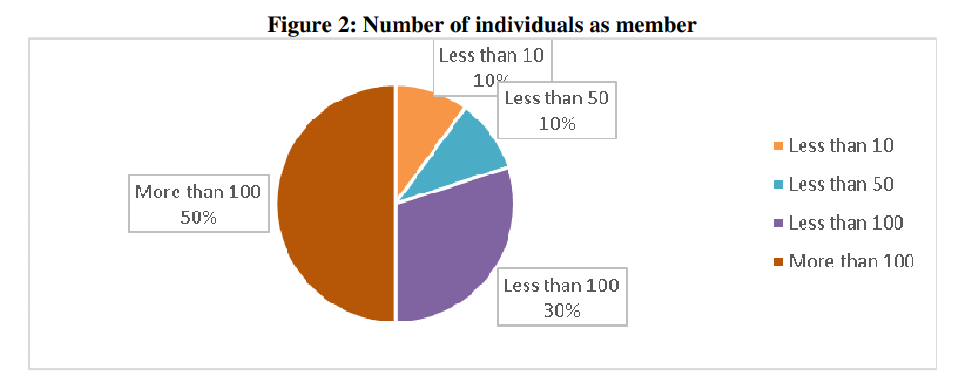 Figure 2: Number of individuals as member
Less than 10
10%
Less than 50
10%
More than 100
50%
Less than 100
30%
Less than 10
Less than 50
Less than 100
More than 100